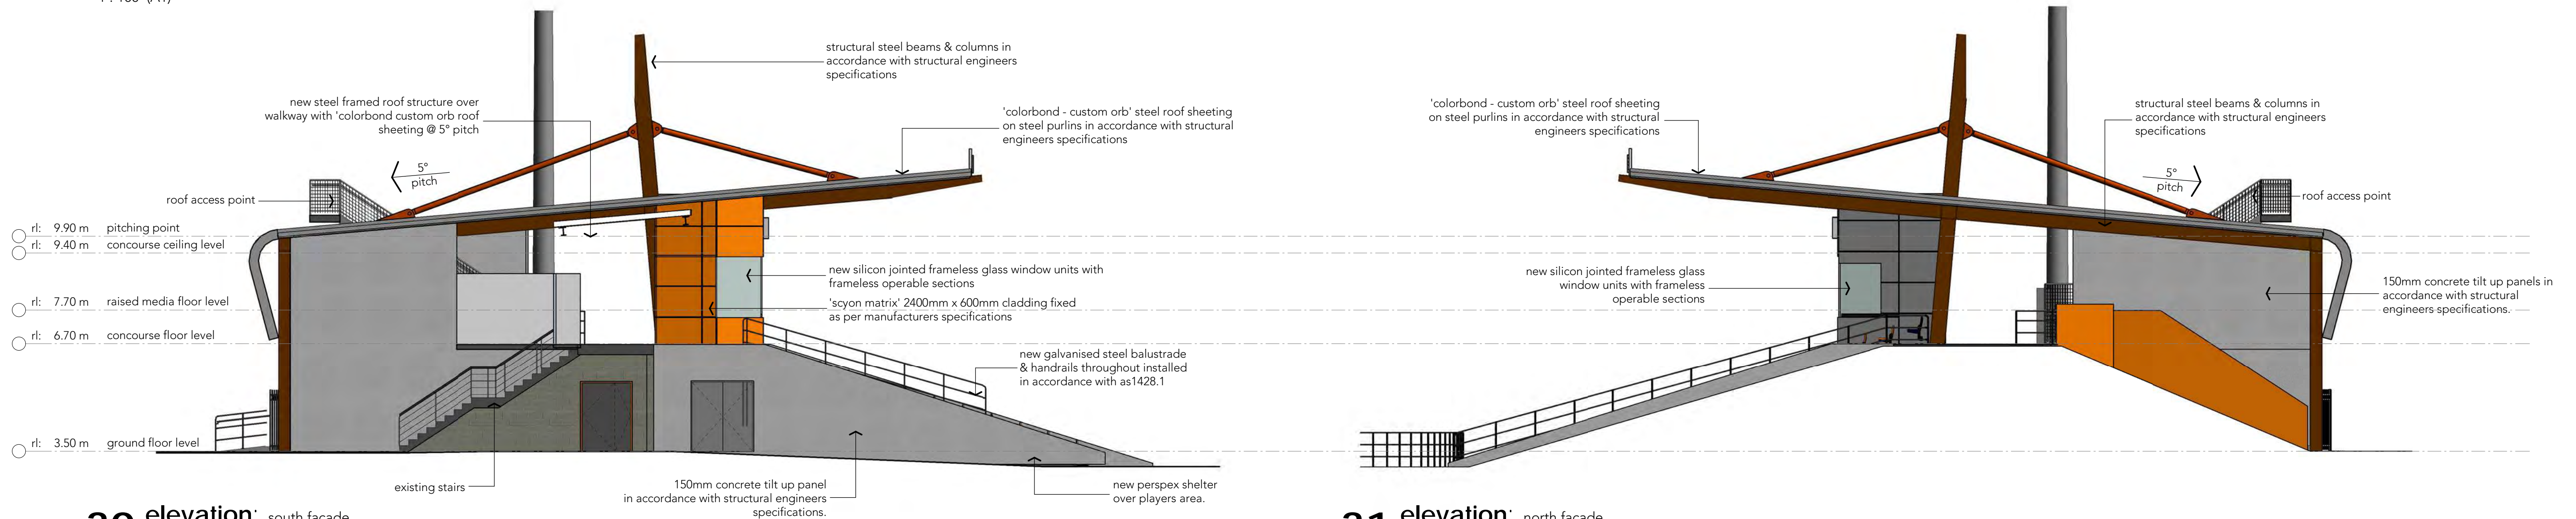 structural steel beams & columns in
accordance with structural engineers
specifications
new steel framed roof structure over
walkway with 'colorbond custom orb roof
sheeting @ 5° pitch
'colorbond - custom orb' steel roof sheeting
on steel purlins in accordance with structural
engineers specifications
5°
pitch
roof access point
rl: 9.90 m pitching point
rl: 9.40 m concourse ceiling level
new silicon jointed frameless glass window units with
frameless operable sections
rl: 7.70 m raised media floor level
'scyon matrix' 2400mm x 600mm cladding fixed
as per manufacturers specifications
rl: 6.70 m concourse floor level
new galvanised steel balustrade
& handrails throughout installed
in accordance with as1428.1
rl: 3.50 m ground floor level
existing stairs
150mm concrete tilt up panel
in accordance with structural engineers
specifications.
new perspex shelter
over players area.
elevation: south facade
'colorbond - custom orb' steel roof sheeting
on steel purlins in accordance with structural
engineers specifications
structural steel beams & columns in
accordance with structural engineers
specifications
5°
pitch
roof access point
new silicon jointed frameless glass
window units with frameless
operable sections
150mm concrete tilt up panels in
accordance with structural
engineers specifications.
elevation: north facade